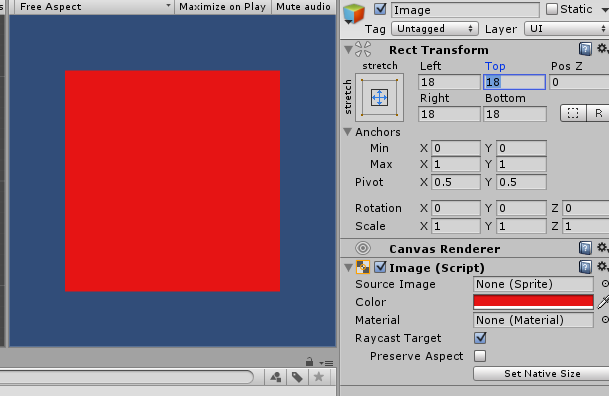 Free Aspect Maximize on Play Mute audio
Image Static
Tag Untagged Layer UI
Rect Transform
stretch Left Top Pos Z
stretch 18 18 0
Right Bottom
18 18 R
Anchors
Min X 0 Y 0
Max X 1 Y 1
Pivot X 0.5 Y 0.5
Rotation X 0 Y 0 Z 0
Scale X 1 Y 1 Z 1
Canvas Renderer
Image (Script)
Source Image None (Sprite)
Color
Material None (Material)
Raycast Target
Preserve Aspect
Set Native Size